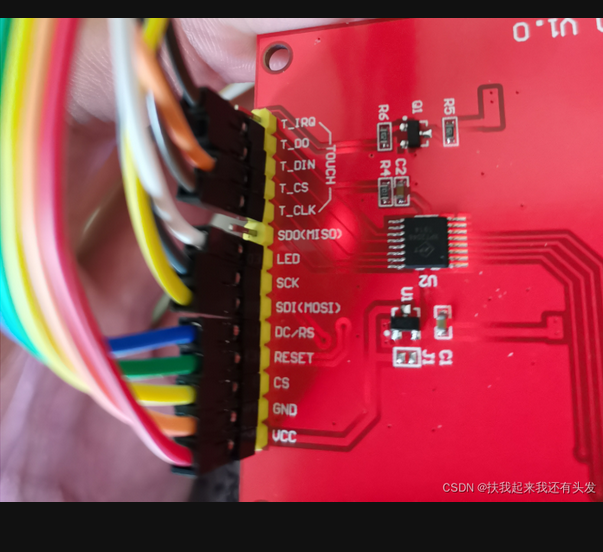 V1.0
T_IRQ
T_DO
T_DIN
T_CS
T_CLK
TOUCH
SDO(MISO)
LED
SCK
SDI(MOSI)
DC/RS
RESET
CS
GND
VCC
R6
Q1
R5
R4
C2
U2
U1
J1
C1
CSDN @扶我起来我还有头发